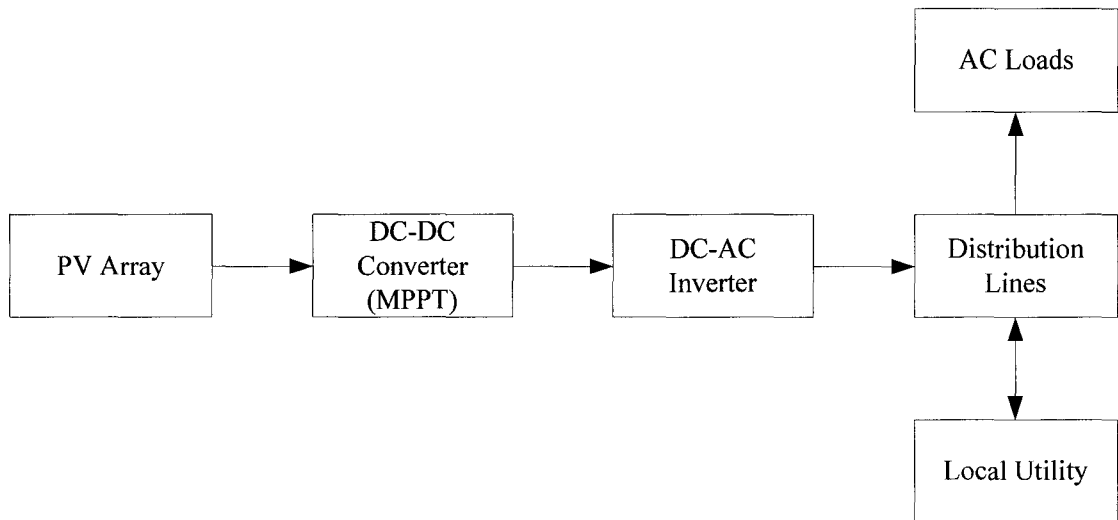 AC Loads
PV Array
DC-DC
Converter
(MPPT)
DC-AC
Inverter
Distribution
Lines
Local Utility